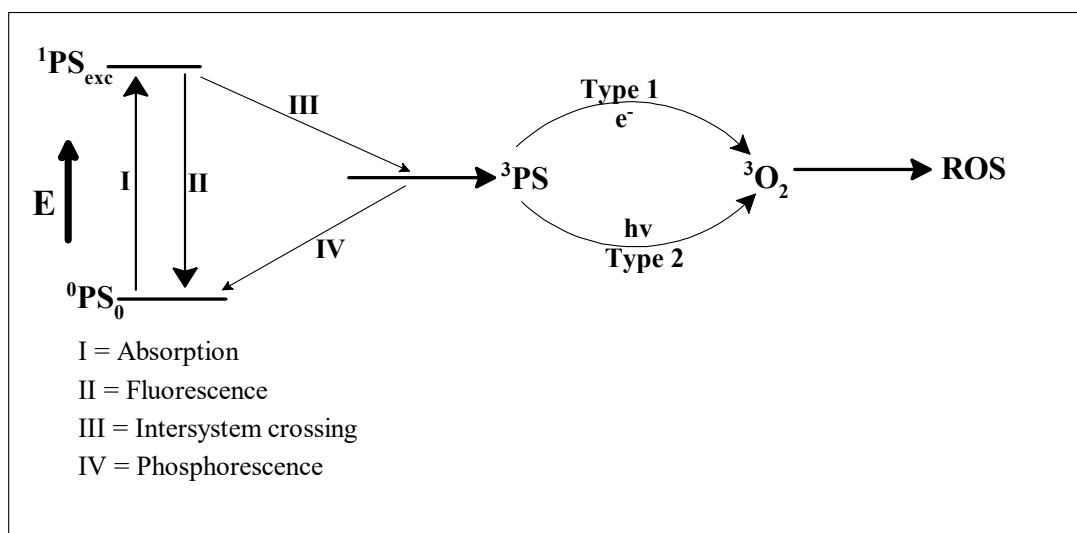 ¹PS_exc
III
Type 1
e⁻
E
I
II
³PS
³O₂
ROS
IV
hv
Type 2
⁰PS₀
I = Absorption
II = Fluorescence
III = Intersystem crossing
IV = Phosphorescence